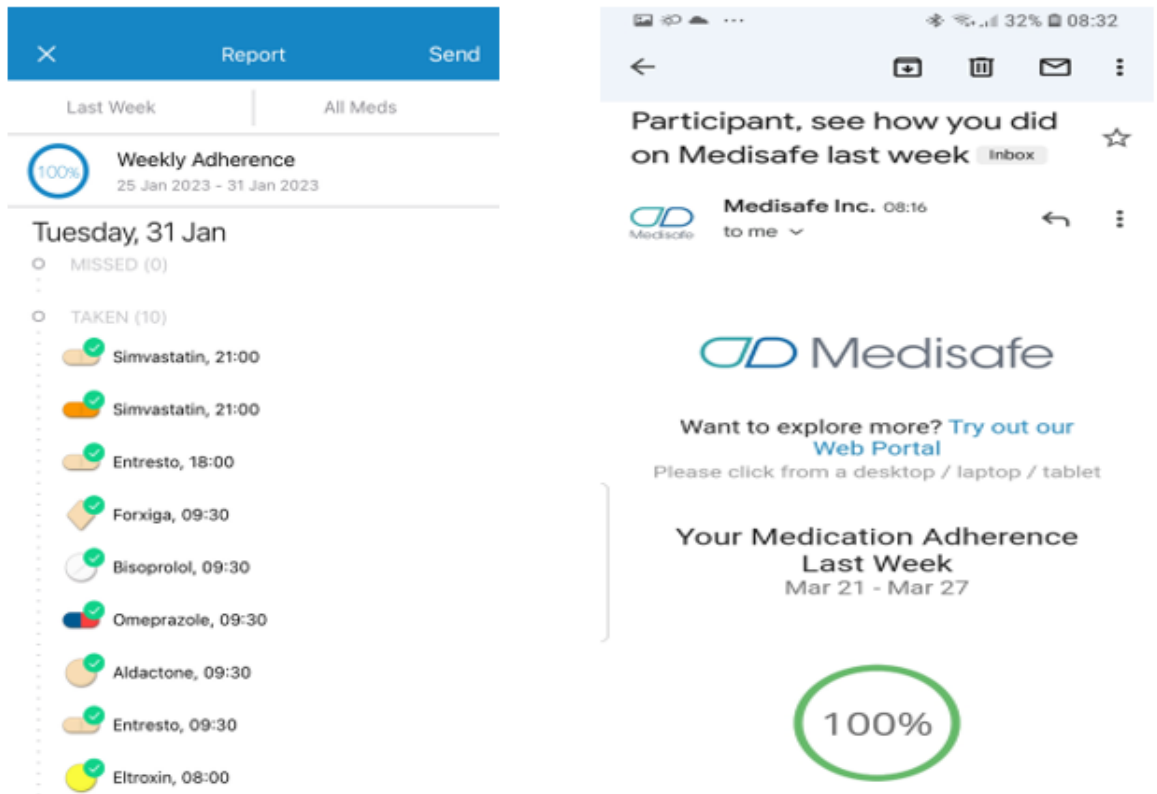 Report
Send
Last Week
All Meds
100%
Weekly Adherence
25 Jan 2023 - 31 Jan 2023
Tuesday, 31 Jan
MISSED (0)
TAKEN (10)
Simvastatin, 21:00
Simvastatin, 21:00
Entresto, 18:00
Forxiga, 09:30
Bisoprolol, 09:30
Omeprazole, 09:30
Aldactone, 09:30
Entresto, 09:30
Eltroxin, 08:00
32% 08:32
Participant, see how you did
on Medisafe last week Inbox
Medisafe Inc. 08:16
Medisafe
to me
Medisafe
Want to explore more? Try out our
Web Portal
Please click from a desktop / laptop / tablet
Your Medication Adherence
Last Week
Mar 21 - Mar 27
100%